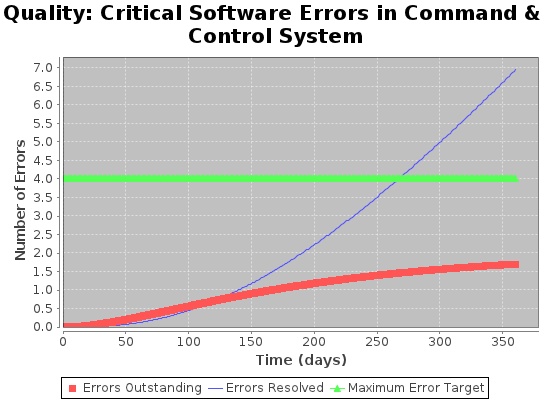 Quality: Critical Software Errors in Command &
Control System
Number of Errors
7.0
6.5
6.0
5.5
5.0
4.5
4.0
3.5
3.0
2.5
2.0
1.5
1.0
0.5
0.0
0 50 100 150 200 250 300 350
Time (days)
Errors Outstanding Errors Resolved Maximum Error Target